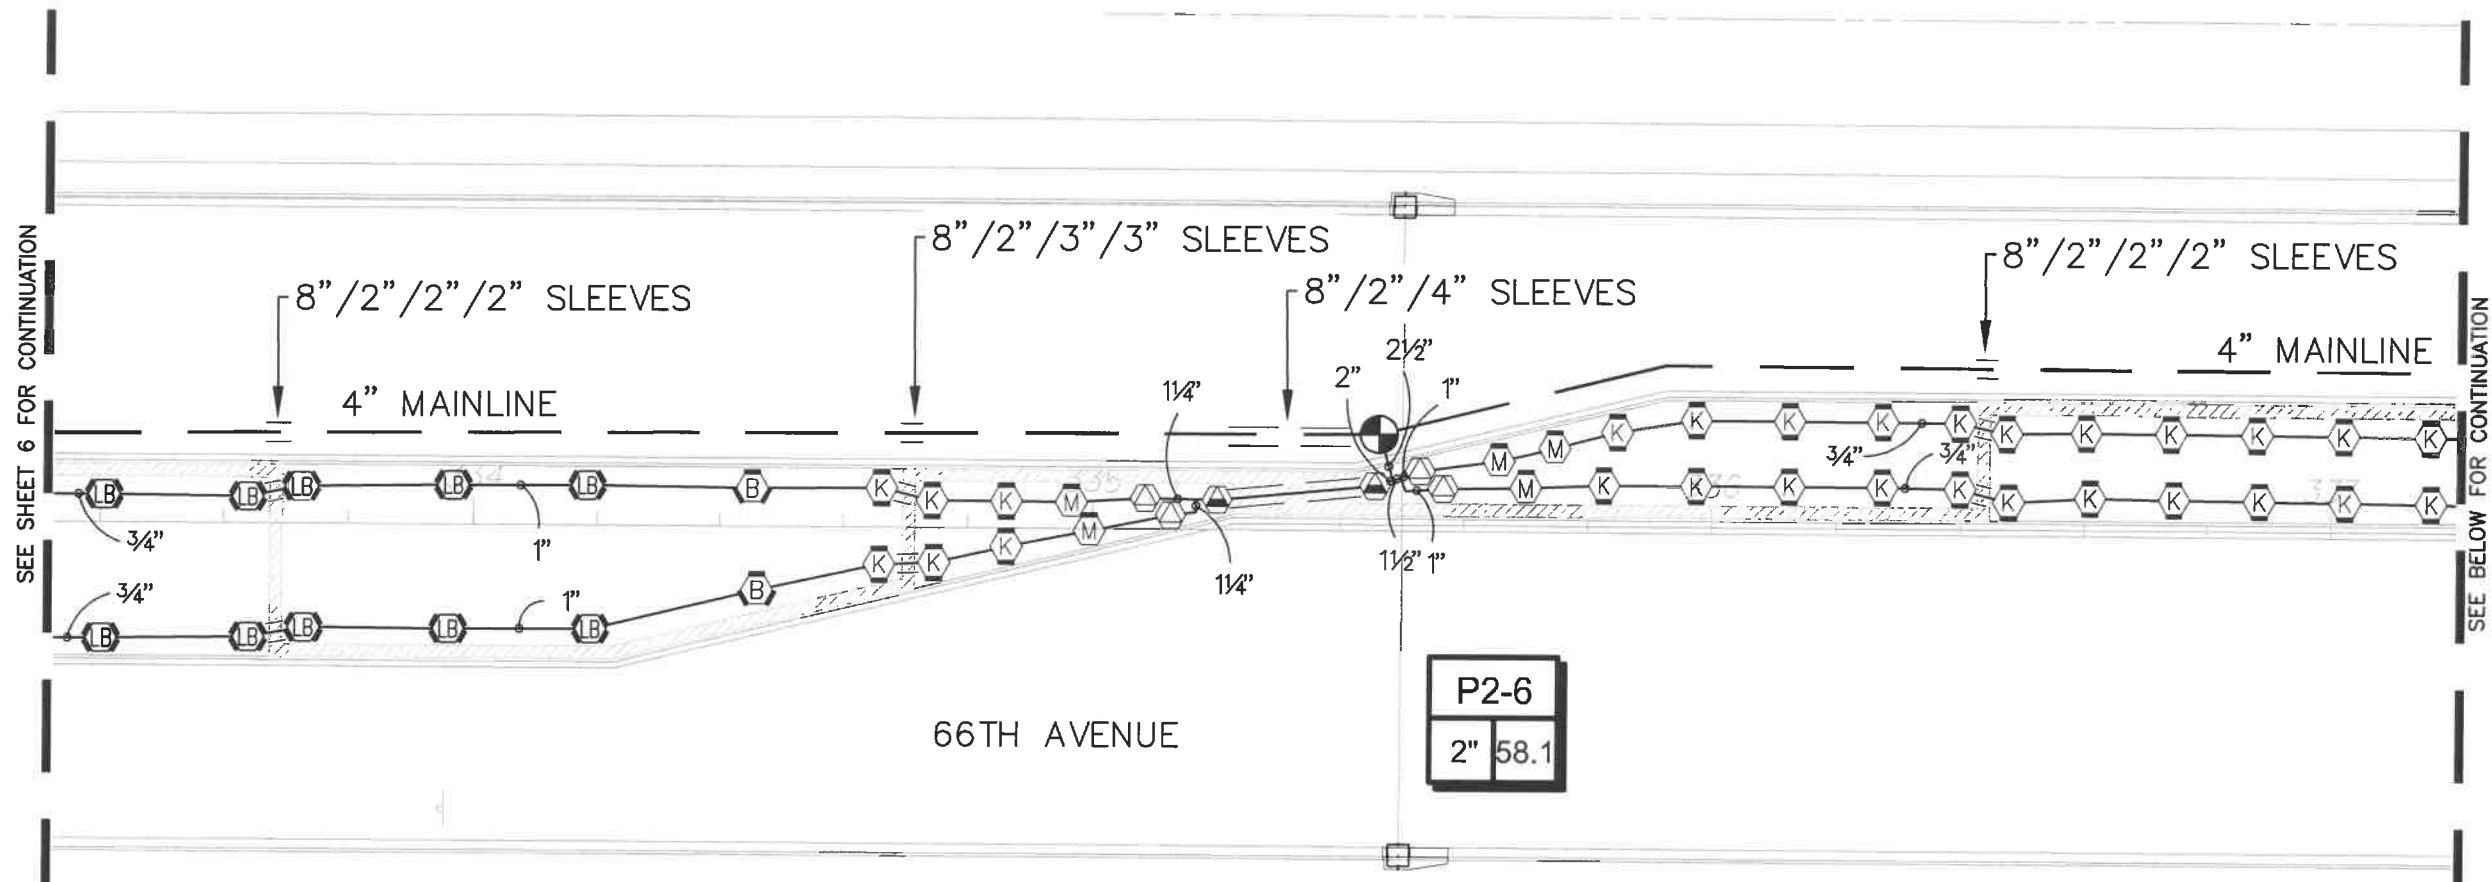 8”/2”/3”/3” SLEEVES
8”/2”/2”/2” SLEEVES
8”/2”/2”/2” SLEEVES
8”/2”/4” SLEEVES
SEE SHEET 6 FOR CONTINUATION
SEE BELOW FOR CONTINUATION
2½”
4” MAINLINE
2”
1¼”
1”
4” MAINLINE
K K K K
M M K
¾” ¾”
K K K K K K
LB LB LB LB LB B K K K M
M K K K K K
K K K K K K
¾”
1”
M
K K K
1½” 1”
1¼”
B
¾”
1”
LB LB LB LB LB
P2-6
2" 58.1
66TH AVENUE